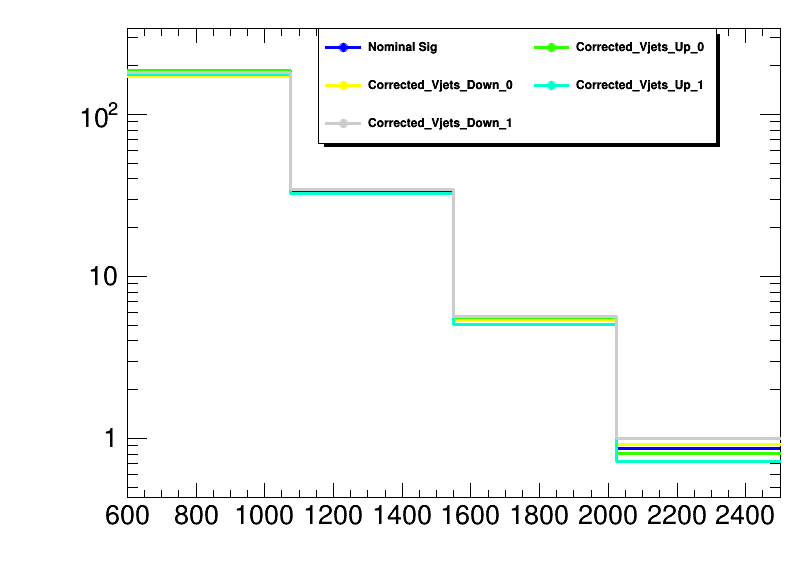 Nominal Sig Corrected_Vjets_Up_0
Corrected_Vjets_Down_0 Corrected_Vjets_Up_1
Corrected_Vjets_Down_1
10²
10
1
600 800 1000 1200 1400 1600 1800 2000 2200 2400